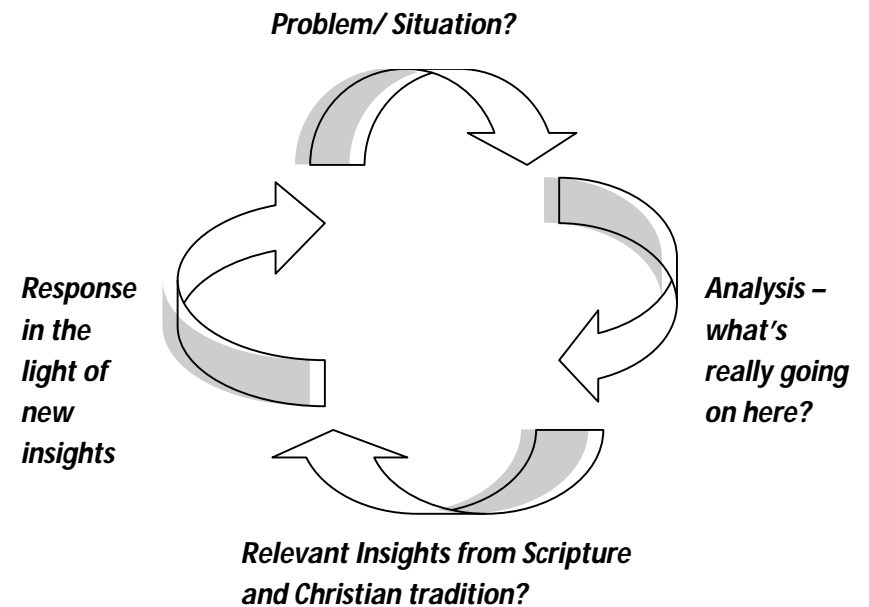 Problem/ Situation?
Analysis –
what's
really going
on here?
Relevant Insights from Scripture
and Christian tradition?
Response
in the
light of
new
insights